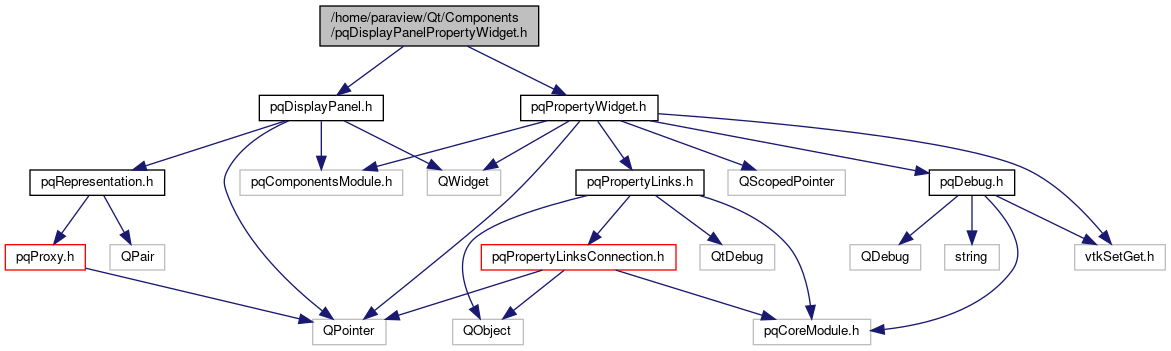 /home/paraview/Qt/Components
/pqDisplayPanelPropertyWidget.h
pqDisplayPanel.h
pqPropertyWidget.h
pqRepresentation.h
pqComponentsModule.h
QWidget
pqPropertyLinks.h
QScopedPointer
pqDebug.h
pqProxy.h
QPair
pqPropertyLinksConnection.h
QtDebug
QDebug
string
vtkSetGet.h
QPointer
QObject
pqCoreModule.h